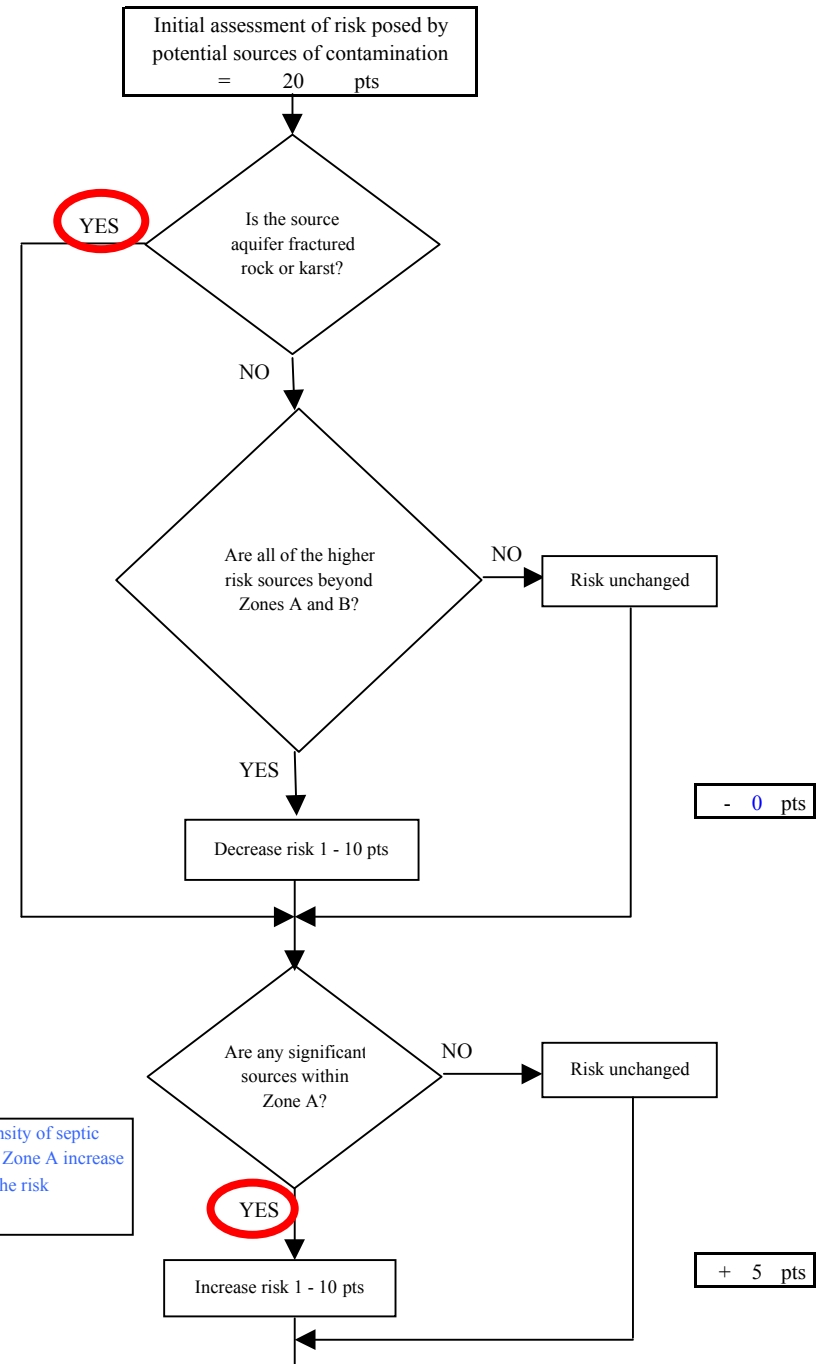 Initial assessment of risk posed by
potential sources of contamination
= 20 pts
YES
Is the source
aquifer fractured
rock or karst?
NO
Are all of the higher
risk sources beyond
Zones A and B?
NO
Risk unchanged
YES
- 0 pts
Decrease risk 1 - 10 pts
Are any significant
sources within
Zone A?
NO
Risk unchanged
nsity of septic
Zone A increase
he risk
YES
+ 5 pts
Increase risk 1 - 10 pts